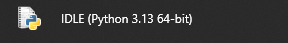 IDLE (Python 3.13 64-bit)